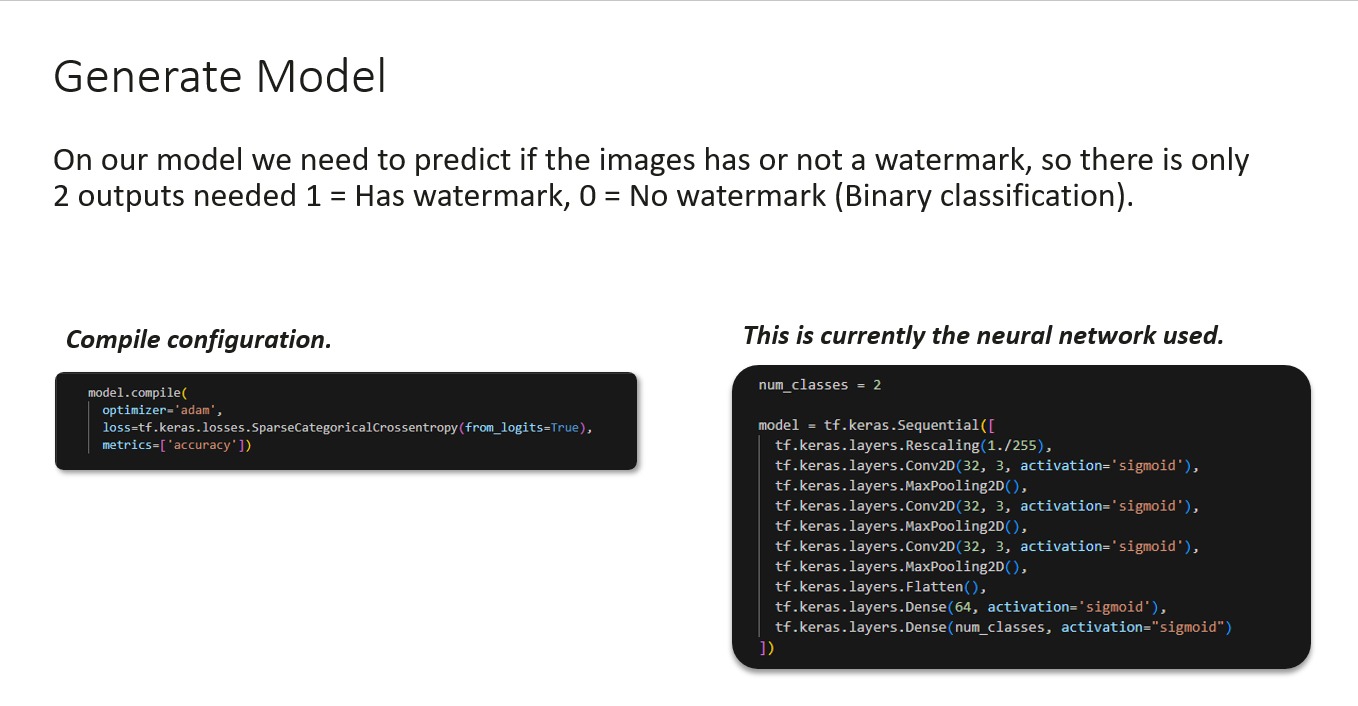 Generate Model
On our model we need to predict if the images has or not a watermark, so there is only
2 outputs needed 1 = Has watermark, 0 = No watermark (Binary classification).
Compile configuration.
model.compile(
optimizer='adam',
loss=tf.keras.losses.SparseCategoricalCrossentropy(from_logits=True),
metrics=['accuracy'])
This is currently the neural network used.
num_classes = 2
model = tf.keras.Sequential([
tf.keras.layers.Rescaling(1./255),
tf.keras.layers.Conv2D(32, 3, activation='sigmoid'),
tf.keras.layers.MaxPooling2D(),
tf.keras.layers.Conv2D(32, 3, activation='sigmoid'),
tf.keras.layers.MaxPooling2D(),
tf.keras.layers.Conv2D(32, 3, activation='sigmoid'),
tf.keras.layers.MaxPooling2D(),
tf.keras.layers.Flatten(),
tf.keras.layers.Dense(64, activation='sigmoid'),
tf.keras.layers.Dense(num_classes, activation="sigmoid")
])